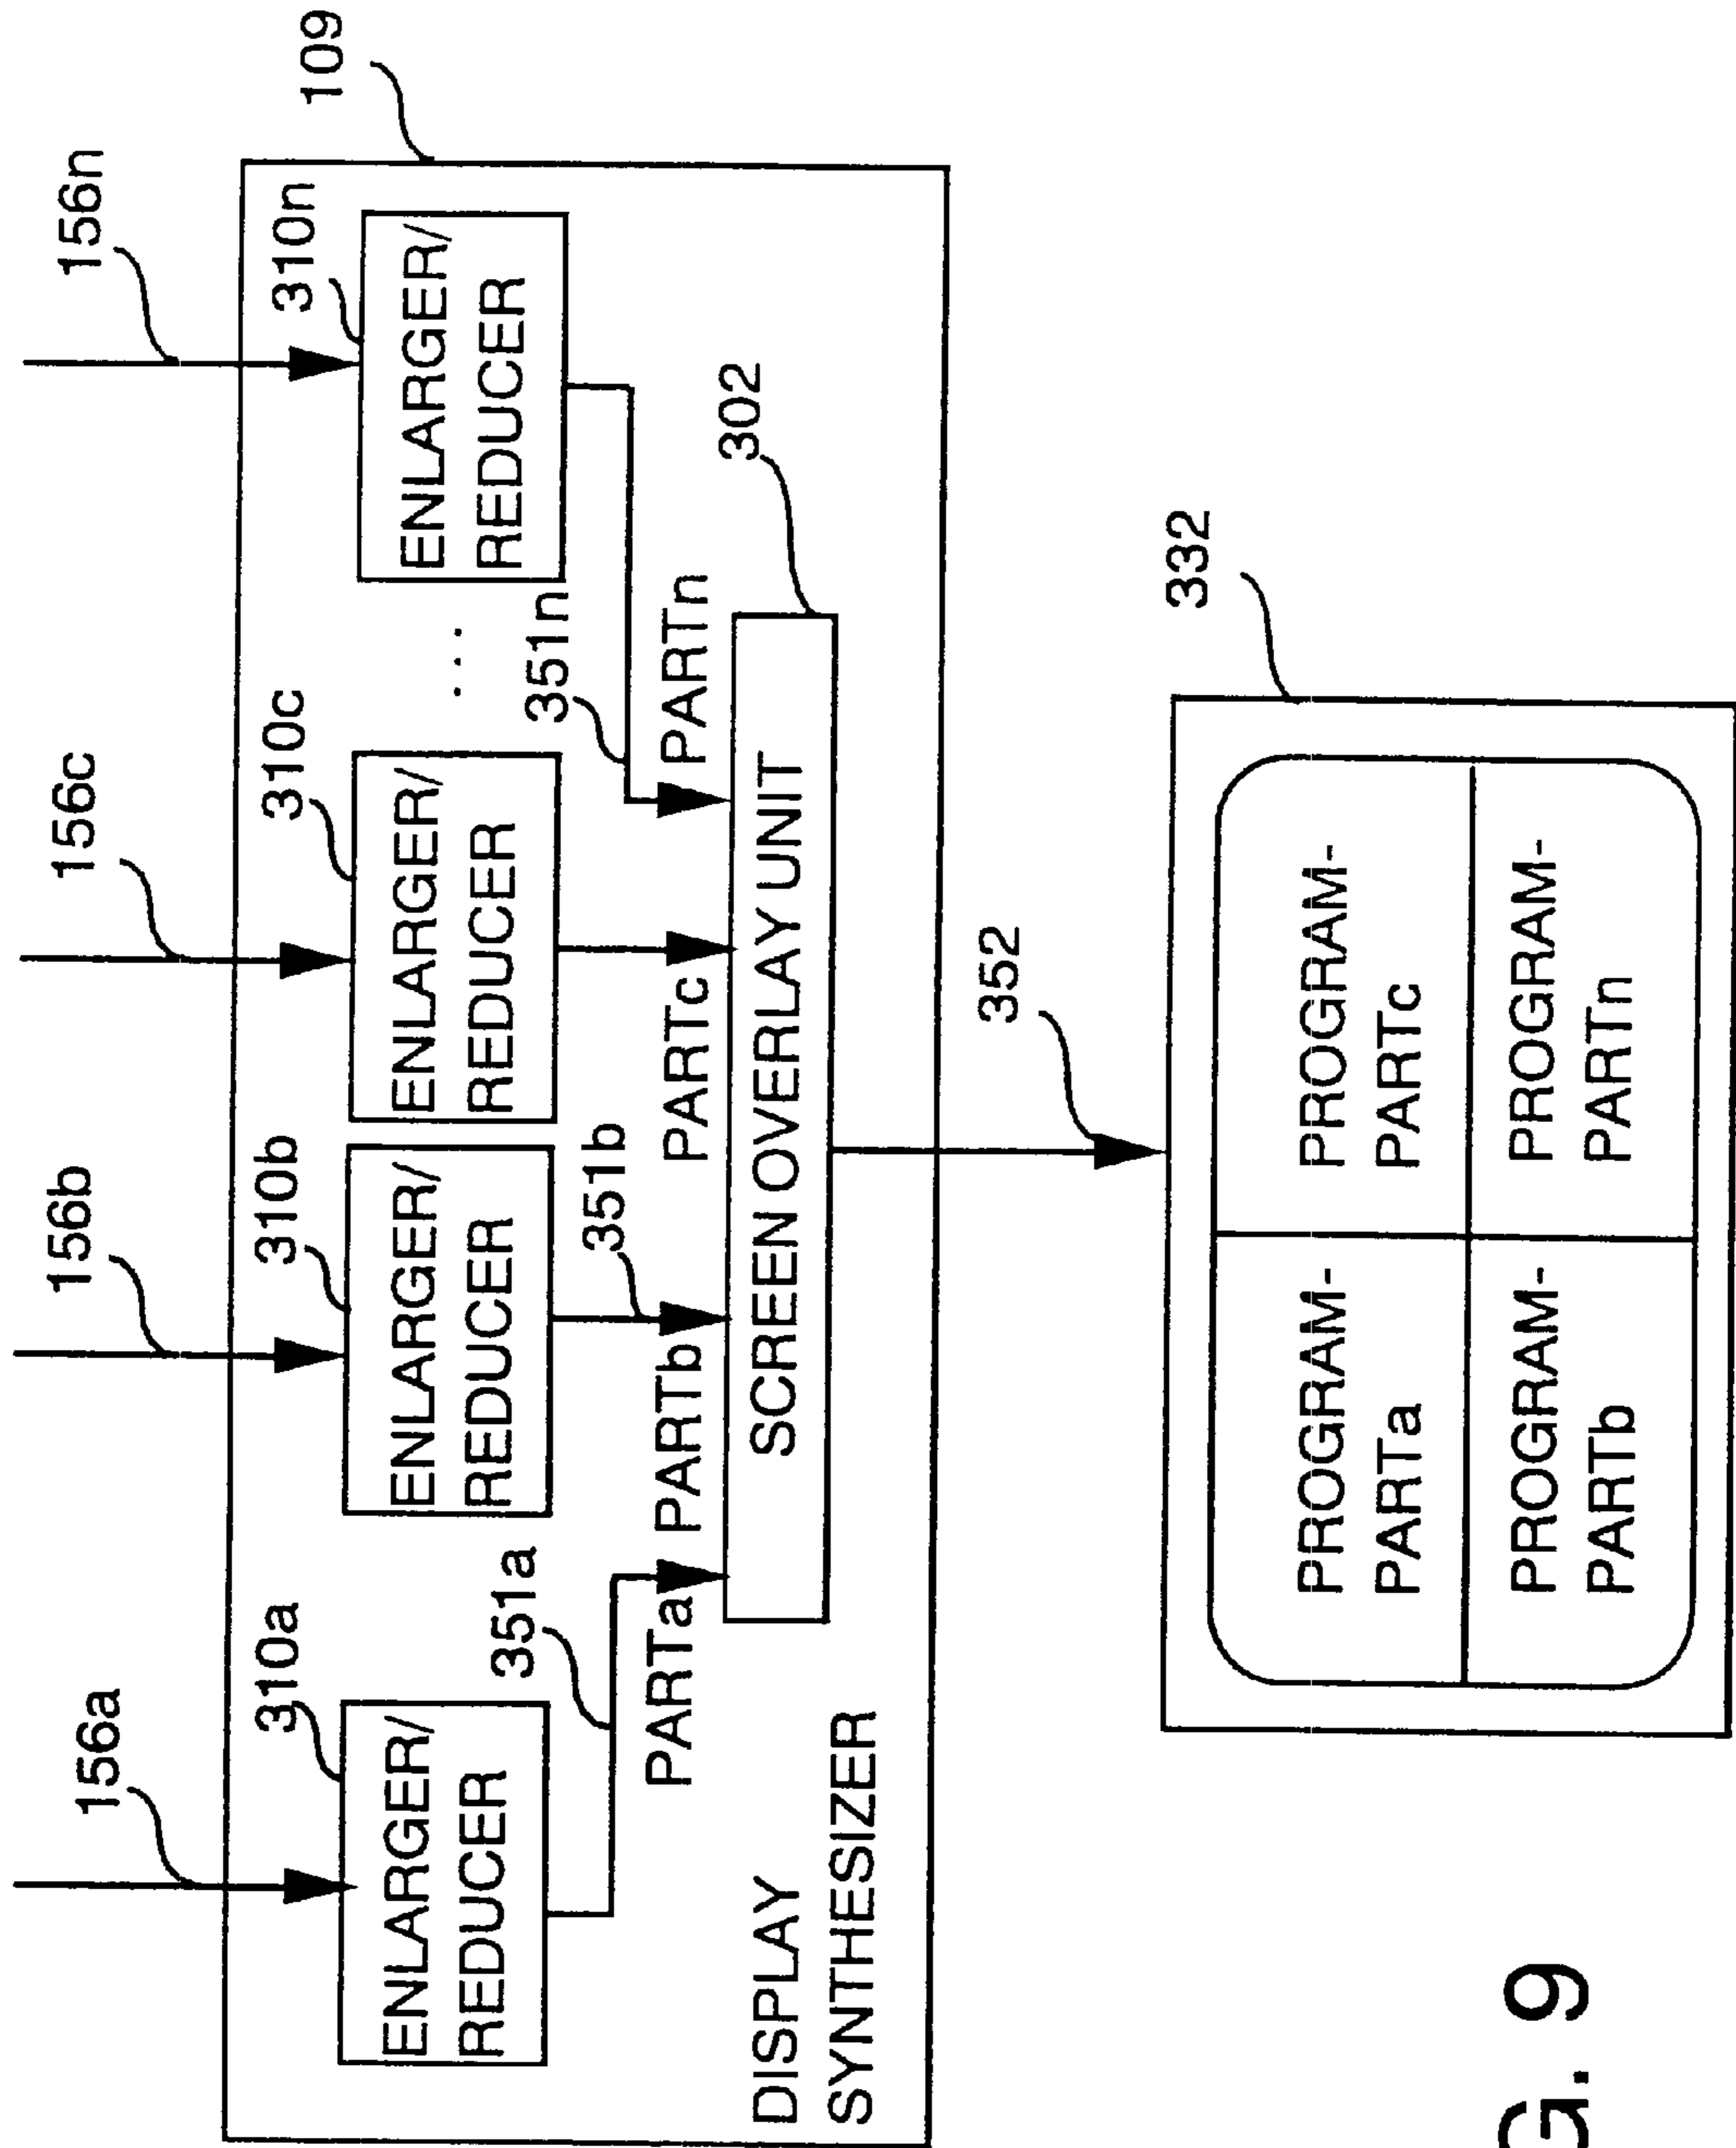 156a
156b
156c
156n
109
310a
310b
310c
310n
ENLARGER/
REDUCER
ENLARGER/
REDUCER
ENLARGER/
REDUCER
ENLARGER/
REDUCER
...
351a
351b
351n
PARTa
PARTb
PARTc
PARTn
302
SCREEN OVERLAY UNIT
DISPLAY
SYNTHESIZER
352
332
PROGRAM-
PARTa
PROGRAM-
PARTc
PROGRAM-
PARTb
PROGRAM-
PARTn
G. 9